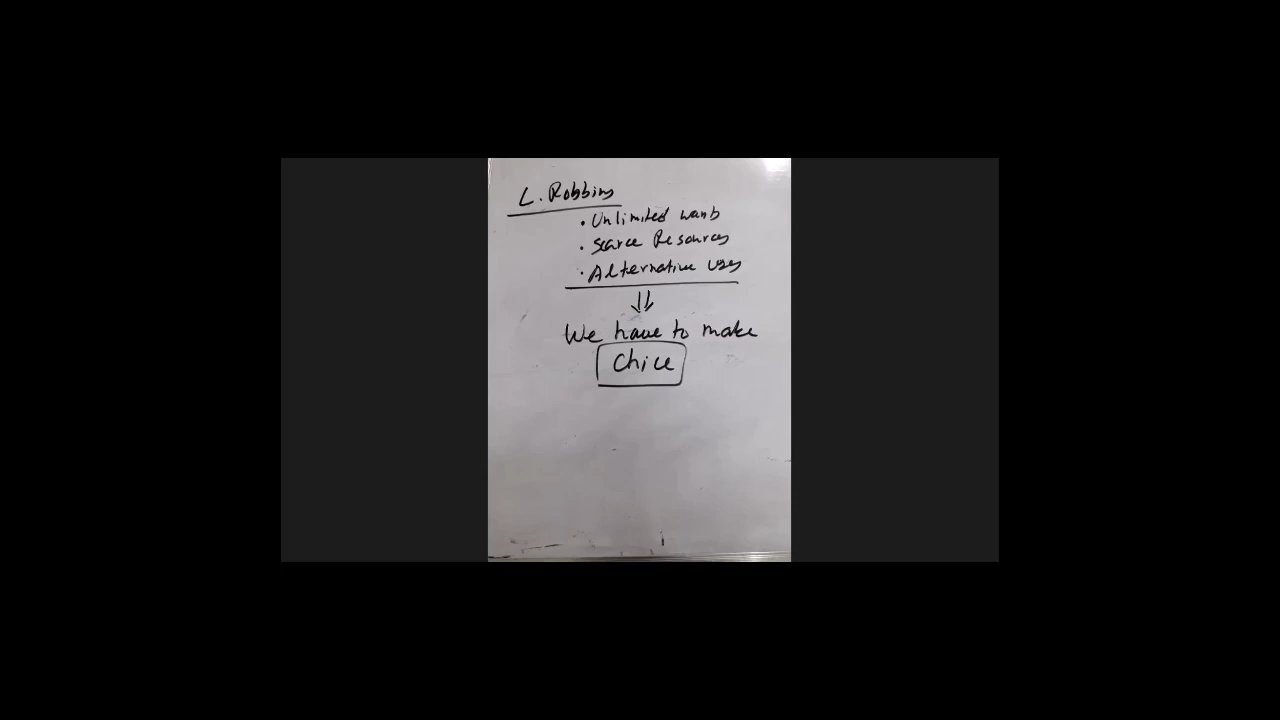 L. Robbins
• Unlimited wants
• Scarce Resources
• Alternative uses
⇓
We have to make
Chice